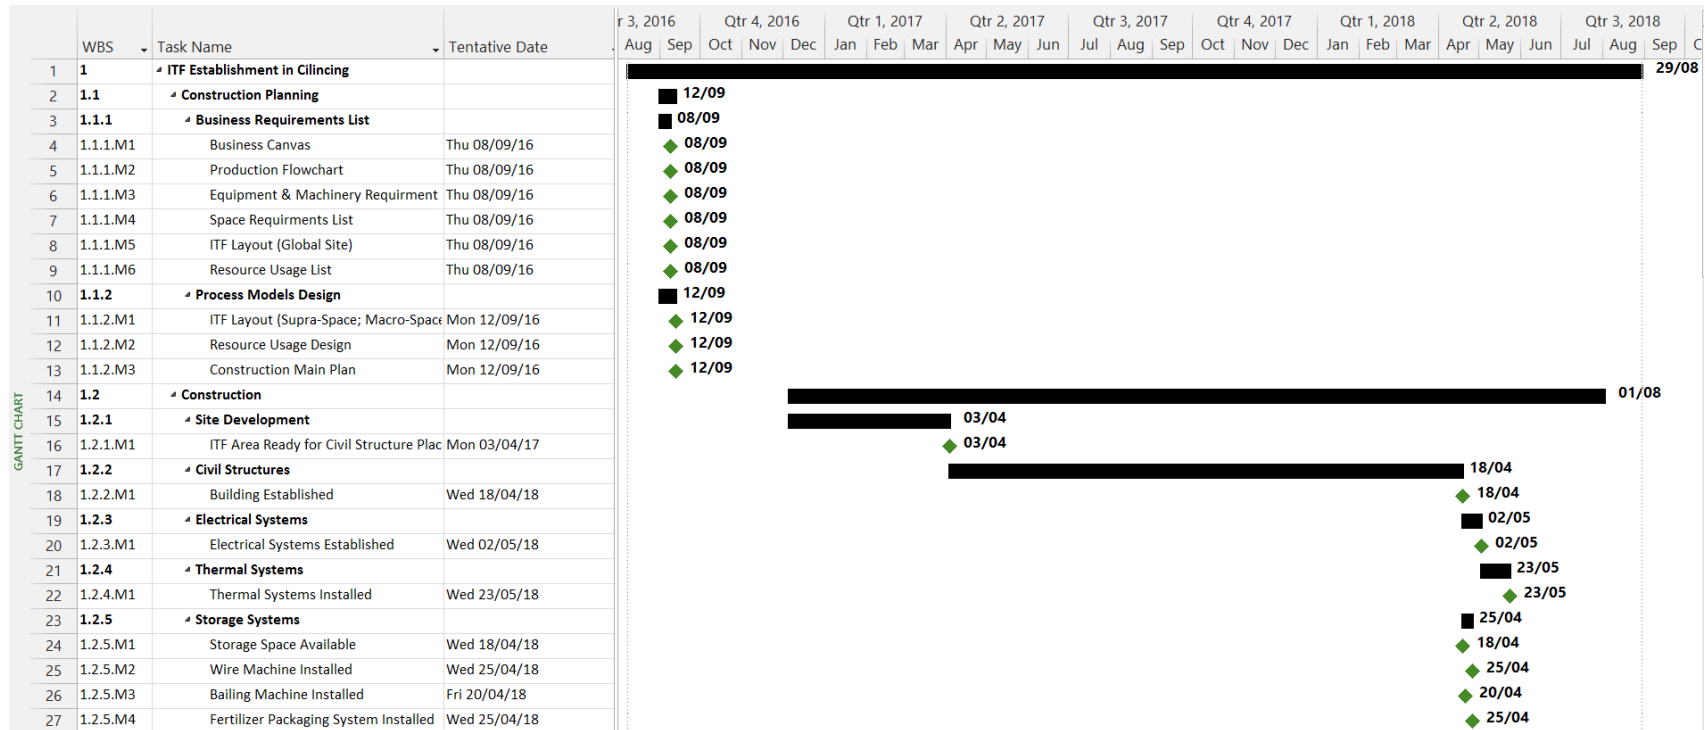 r 3, 2016 Qtr 4, 2016 Qtr 1, 2017 Qtr 2, 2017 Qtr 3, 2017 Qtr 4, 2017 Qtr 1, 2018 Qtr 2, 2018 Qtr 3, 2018
WBS Task Name Tentative Date Aug Sep Oct Nov Dec Jan Feb Mar Apr May Jun Jul Aug Sep Oct Nov Dec Jan Feb Mar Apr May Jun Jul Aug Sep
1 1 ITF Establishment in Cilincing 29/08
2 1.1 Construction Planning 12/09
3 1.1.1 Business Requirements List 08/09
4 1.1.1.M1 Business Canvas Thu 08/09/16 08/09
5 1.1.1.M2 Production Flowchart Thu 08/09/16 08/09
6 1.1.1.M3 Equipment & Machinery Requirment Thu 08/09/16 08/09
7 1.1.1.M4 Space Requirments List Thu 08/09/16 08/09
8 1.1.1.M5 ITF Layout (Global Site) Thu 08/09/16 08/09
9 1.1.1.M6 Resource Usage List Thu 08/09/16 08/09
10 1.1.2 Process Models Design 12/09
11 1.1.2.M1 ITF Layout (Supra-Space; Macro-Space Mon 12/09/16 12/09
12 1.1.2.M2 Resource Usage Design Mon 12/09/16 12/09
13 1.1.2.M3 Construction Main Plan Mon 12/09/16 12/09
14 1.2 Construction 01/08
15 1.2.1 Site Development 03/04
16 1.2.1.M1 ITF Area Ready for Civil Structure Plac Mon 03/04/17 03/04
17 1.2.2 Civil Structures 18/04
18 1.2.2.M1 Building Established Wed 18/04/18 18/04
19 1.2.3 Electrical Systems 02/05
20 1.2.3.M1 Electrical Systems Established Wed 02/05/18 02/05
21 1.2.4 Thermal Systems 23/05
22 1.2.4.M1 Thermal Systems Installed Wed 23/05/18 23/05
23 1.2.5 Storage Systems 25/04
24 1.2.5.M1 Storage Space Available Wed 18/04/18 18/04
25 1.2.5.M2 Wire Machine Installed Wed 25/04/18 25/04
26 1.2.5.M3 Bailing Machine Installed Fri 20/04/18 20/04
27 1.2.5.M4 Fertilizer Packaging System Installed Wed 25/04/18 25/04
GANTT CHART